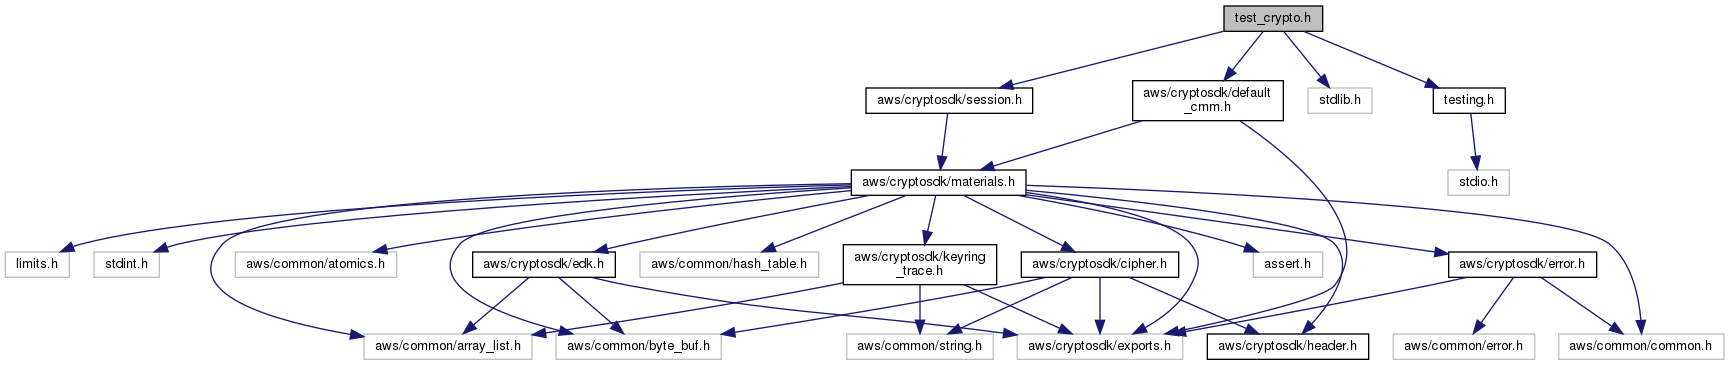 test_crypto.h
aws/cryptosdk/session.h
aws/cryptosdk/default
_cmm.h
stdlib.h
testing.h
aws/cryptosdk/materials.h
stdio.h
limits.h
stdint.h
aws/common/atomics.h
aws/cryptosdk/edk.h
aws/common/hash_table.h
aws/cryptosdk/keyring
_trace.h
aws/cryptosdk/cipher.h
assert.h
aws/cryptosdk/error.h
aws/common/array_list.h
aws/common/byte_buf.h
aws/common/string.h
aws/cryptosdk/exports.h
aws/cryptosdk/header.h
aws/common/error.h
aws/common/common.h